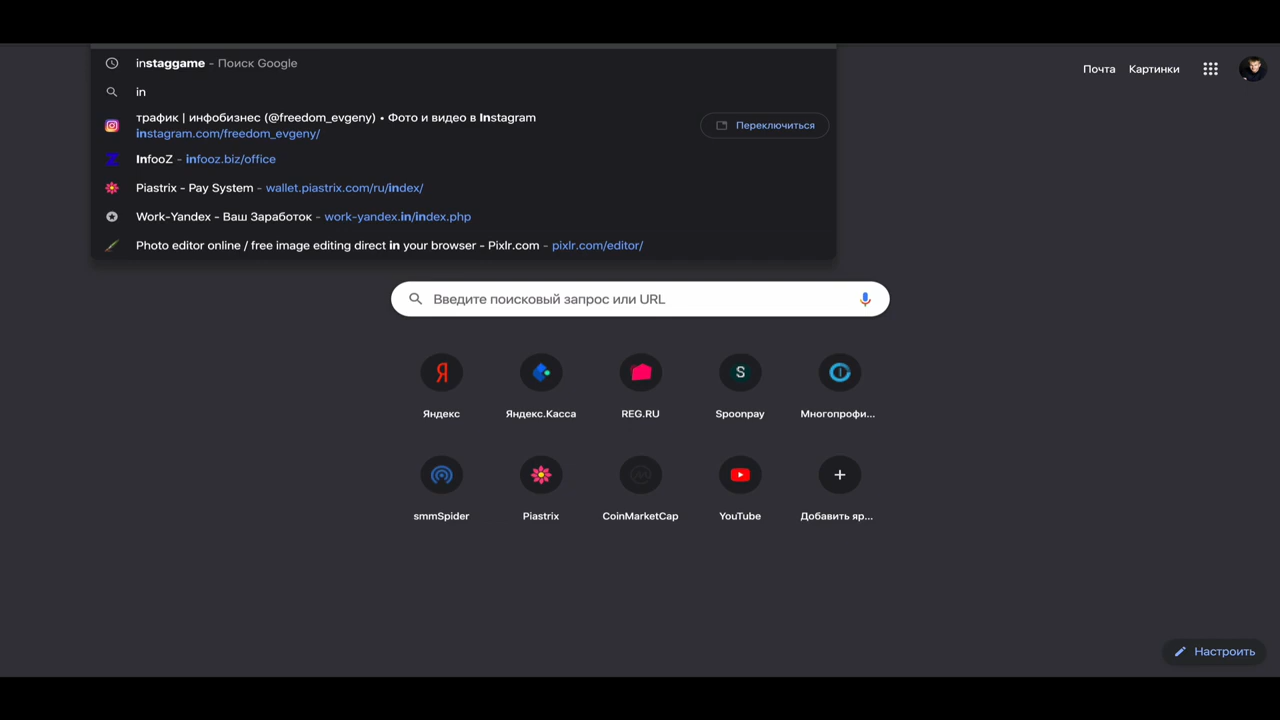 instaggame - Поиск Google
Почта Картинки
in
трафик | инфобизнес (@freedom_evgeny) • Фото и видео в Instagram
instagram.com/freedom_evgeny/
Переключиться
InfooZ - infooz.biz/office
Piastrix - Pay System - wallet.piastrix.com/ru/index/
Work-Yandex - Ваш Заработок - work-yandex.in/index.php
Photo editor online / free image editing direct in your browser - Pixlr.com - pixlr.com/editor/
Введите поисковый запрос или URL
Я
S
Яндекс Яндекс.Касса REG.RU Spoonpay Многопрофи...
smmSpider Piastrix CoinMarketCap YouTube Добавить яр...
Настроить